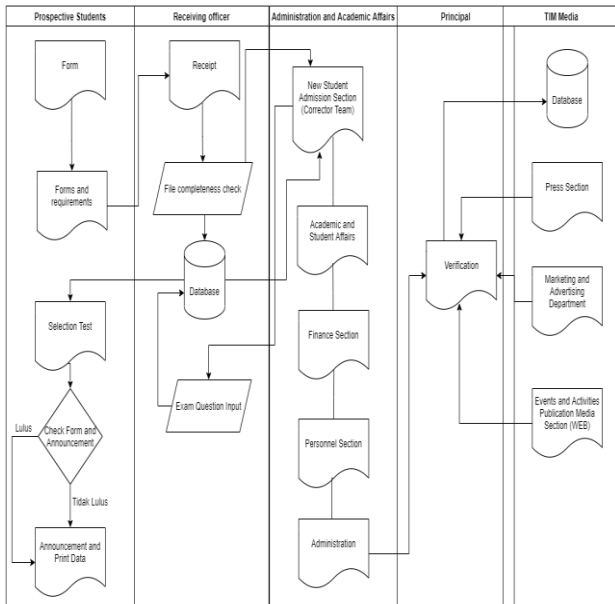 Prospective Students
Receiving officer
Administration and Academic Affairs
Principal
TIM Media
Form
Receipt
New Student
Admission Section
(Corrector Team)
Database
Forms and
requirements
File completeness check
Press Section
Academic and
Student Affairs
Verification
Database
Marketing and
Advertising
Department
Selection Test
Finance Section
Exam Question Input
Events and Activities
Publication Media
Section (WEB)
Lulus
Check Form and
Announcement
Personnel Section
Tidak Lulus
Announcement and
Print Data
Administration